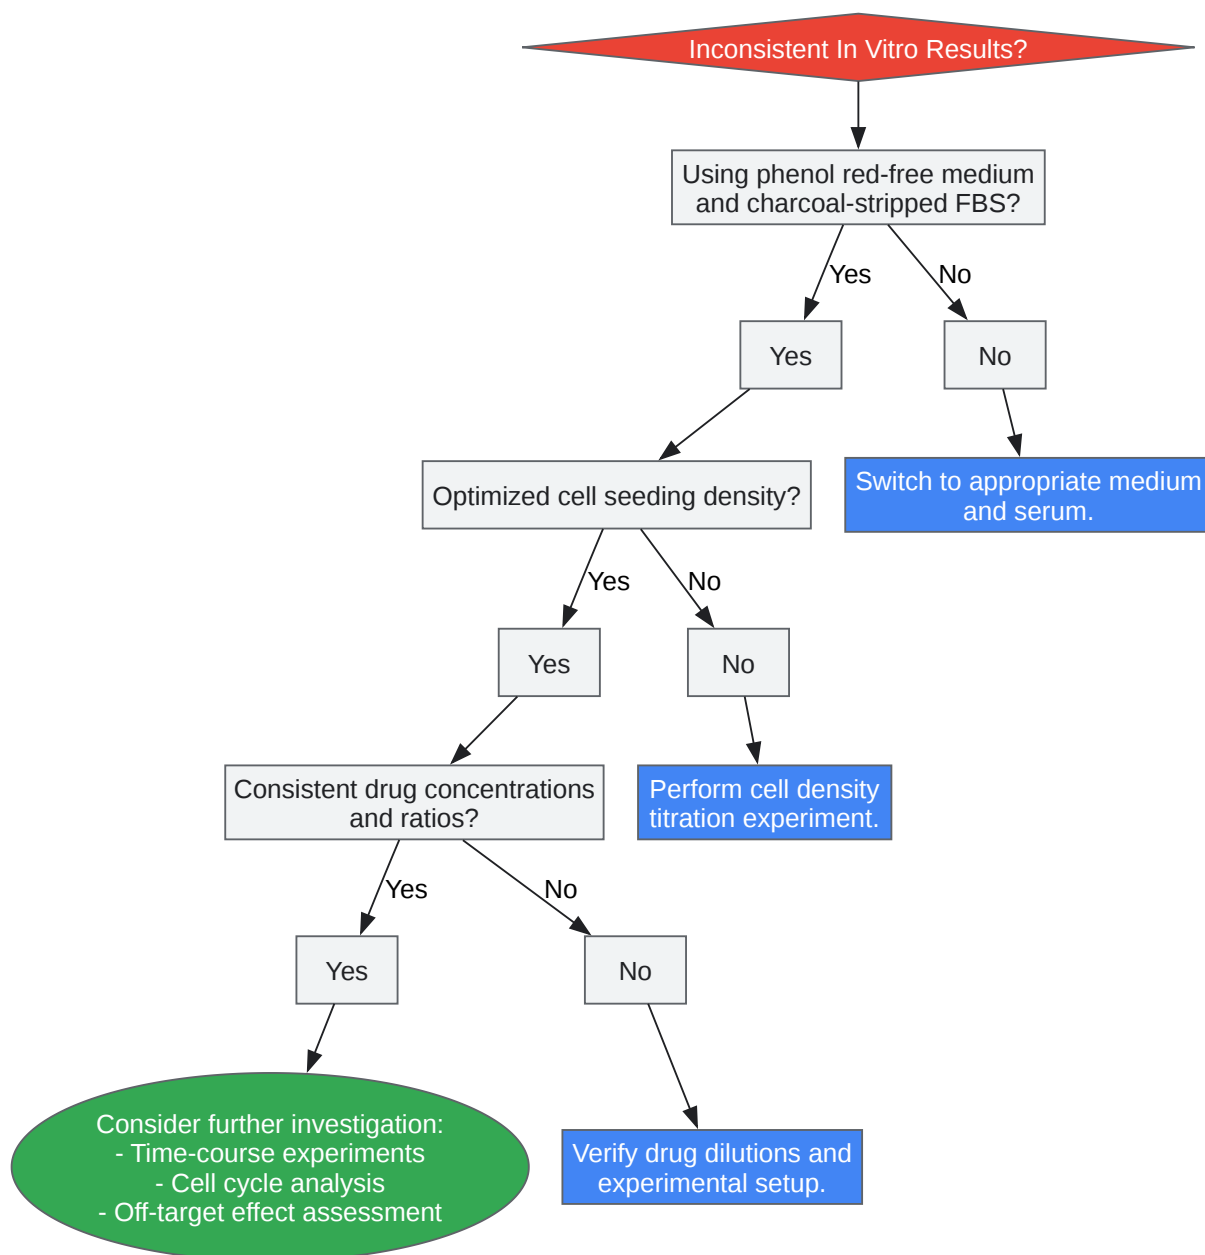 Inconsistent In Vitro Results?
Using phenol red-free medium
and charcoal-stripped FBS?
Yes
No
Yes
No
Optimized cell seeding density?
Switch to appropriate medium
and serum.
Yes
No
Yes
No
Consistent drug concentrations
and ratios?
Perform cell density
titration experiment.
Yes
No
Yes
No
Consider further investigation:
- Time-course experiments
- Cell cycle analysis
- Off-target effect assessment
Verify drug dilutions and
experimental setup.